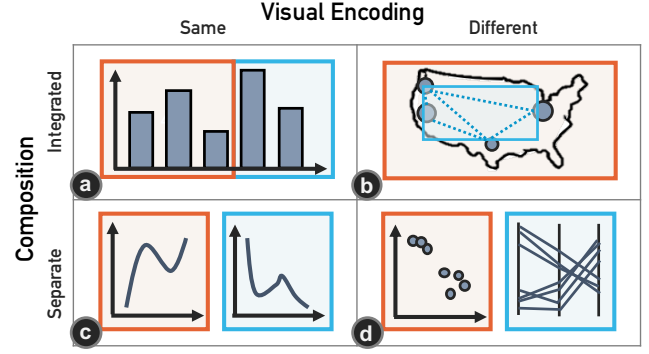 Visual Encoding
Same
Different
Composition
Integrated
a
b
Separate
c
d